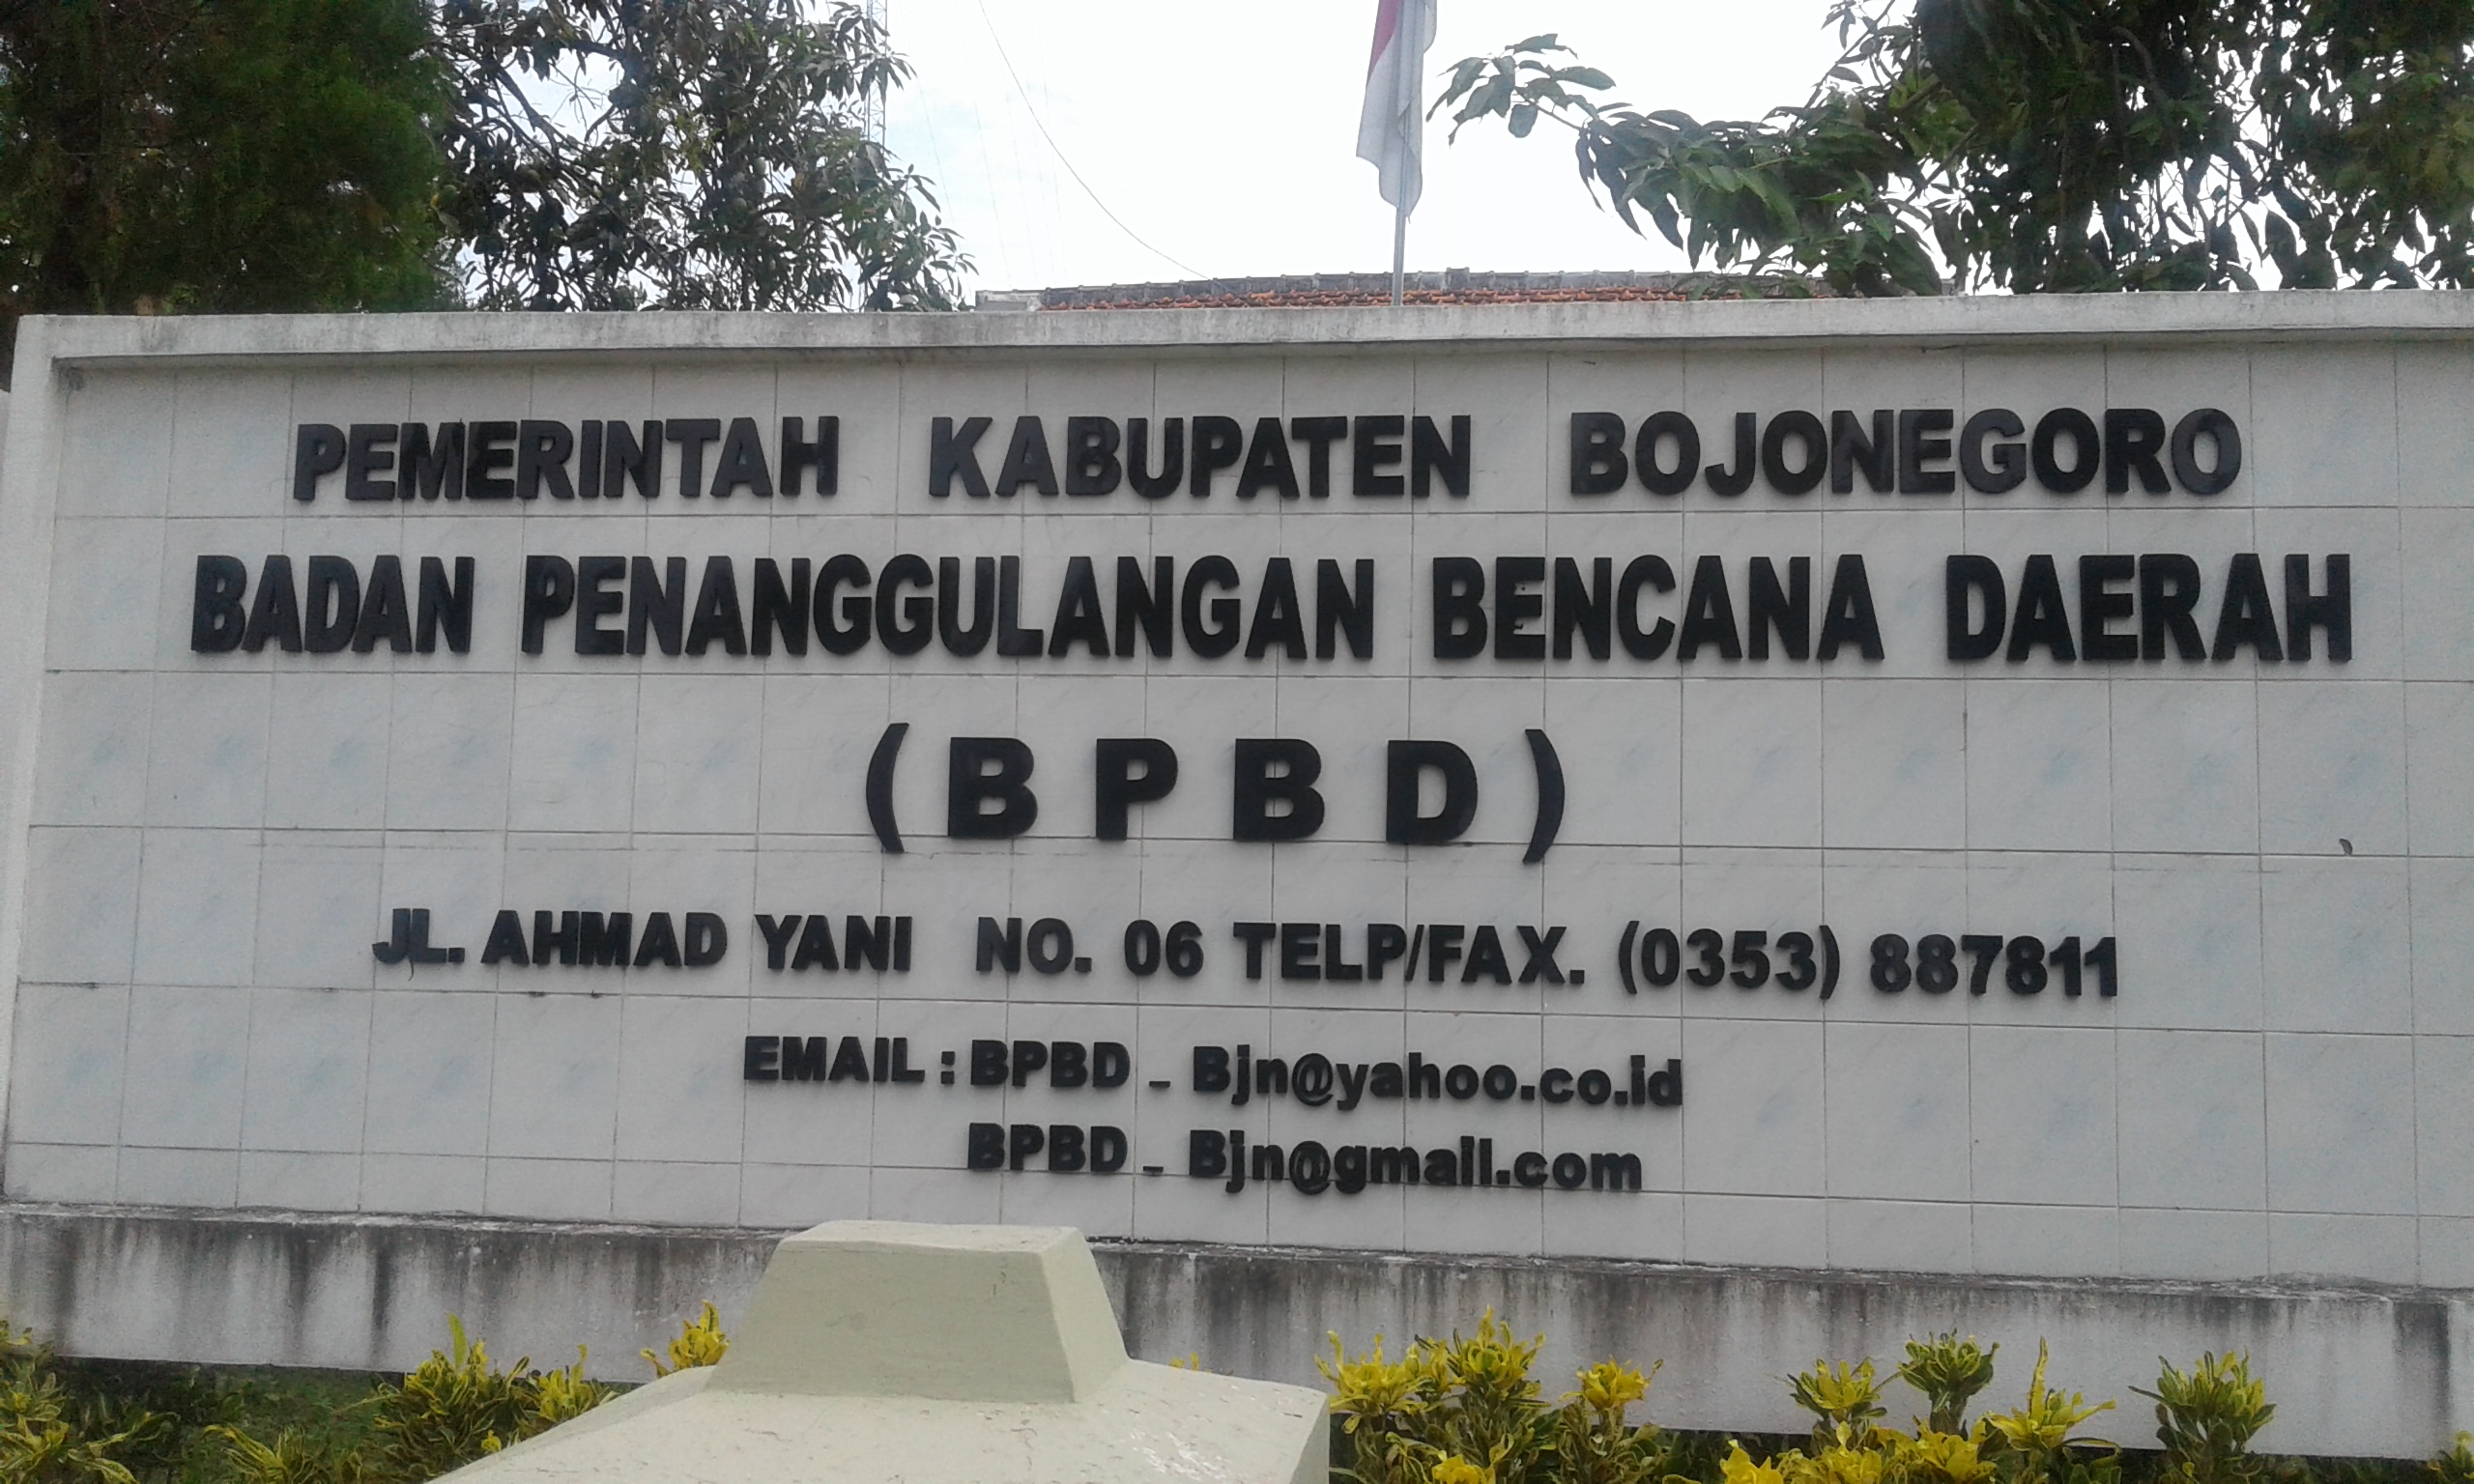 PEMERINTAH KABUPATEN BOJONEGORO
BADAN PENANGGULANGAN BENCANA DAERAH
(BPBD)
JL. AHMAD YANI NO. 06 TELP/FAX. (0353) 887811
EMAIL : BPBD _ Bjn@yahoo.co.id
BPBD _ Bjn@gmail.com